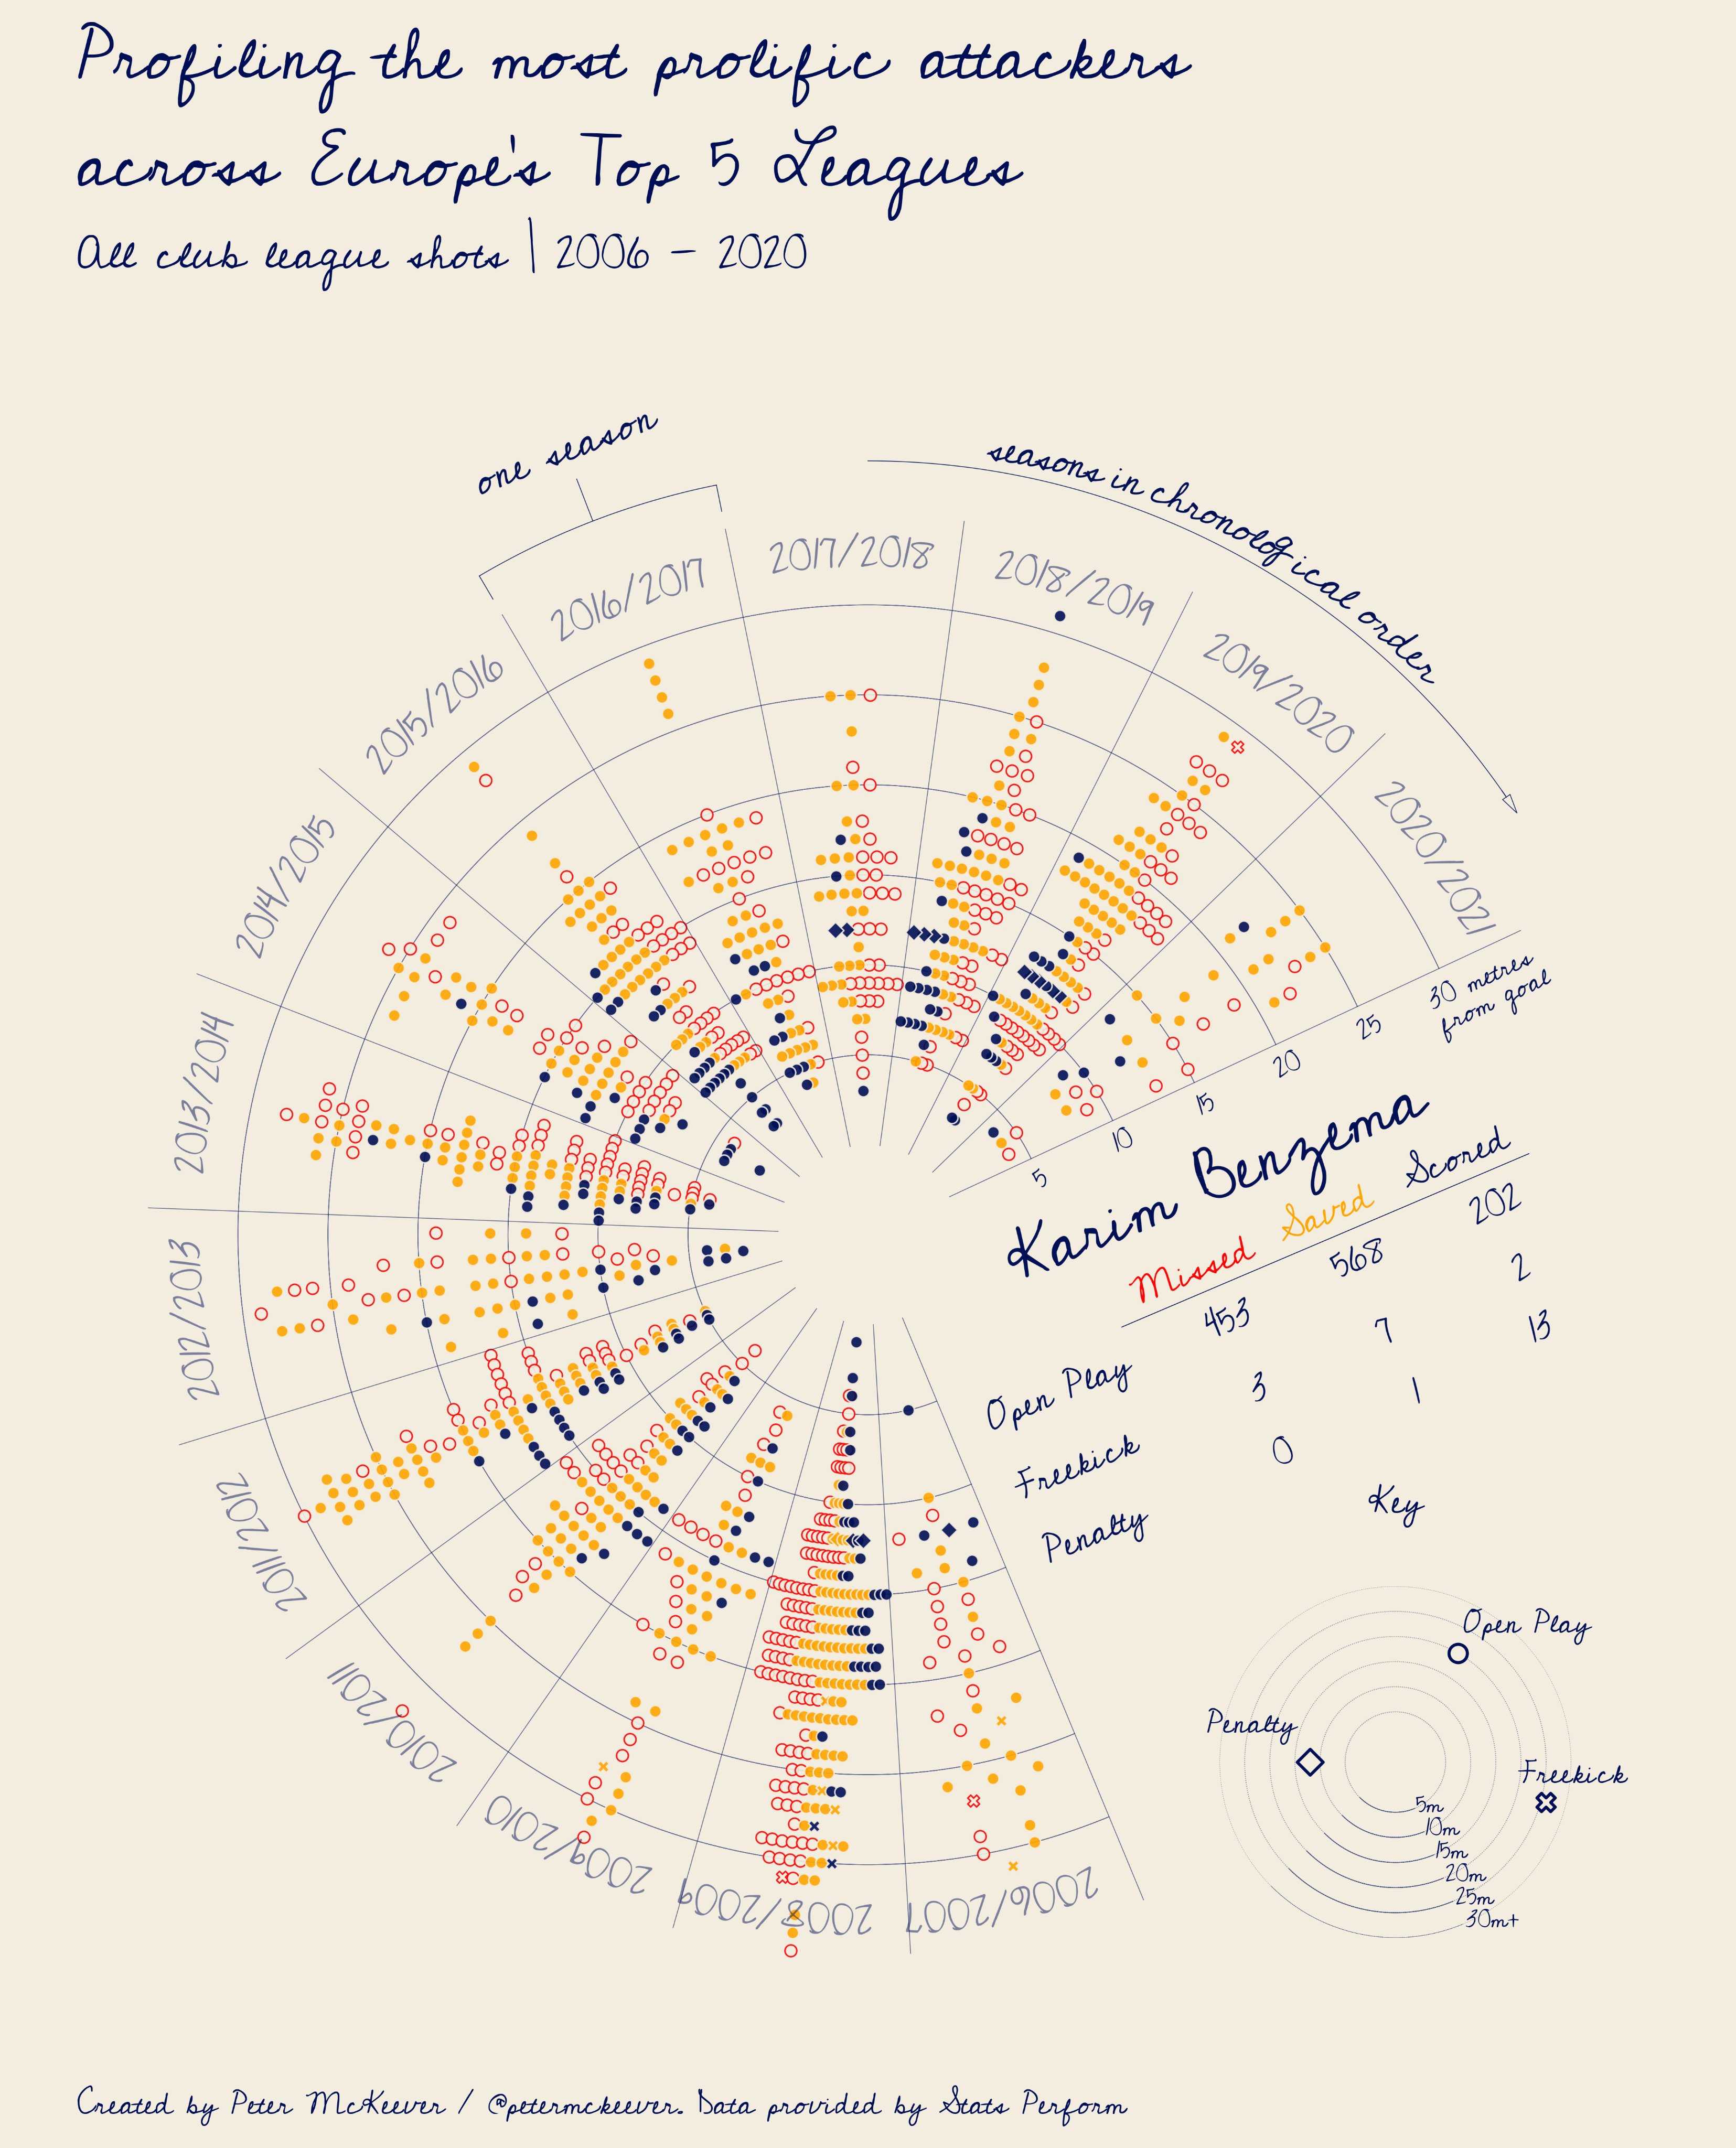 Profiling the most prolific attackers
across Europe's Top 5 Leagues
All club league shots | 2006 – 2020
one season
seasons in chronological order
2017/2018
2018/2019
2016/2017
2019/2020
2015/2016
2020/2021
2014/2015
2013/2014
2012/2013
2011/2012
2010/2011
2009/2010
2008/2009
2006/2007
30 metres
from goal
25
20
15
10
5
Karim Benzema
Missed Saved Scored
Open Play 453 568 202
Freekick 3 7 2
Penalty 0 1 13
Key
Open Play
Penalty
Freekick
5m
10m
15m
20m
25m
30m+
Created by Peter McKeever / @petermckeever. Data provided by Stats Perform